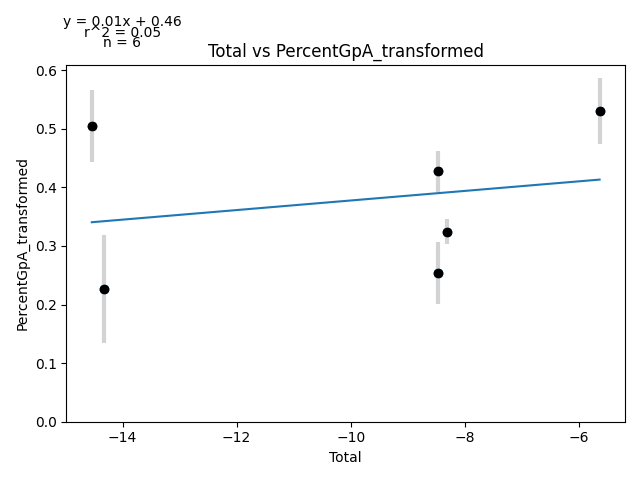 y = 0.01x + 0.46
r^2 = 0.05
n = 6
Total vs PercentGpA_transformed
0.6
0.5
0.4
0.3
0.2
0.1
0.0
PercentGpA_transformed
−14
−12
−10
−8
−6
Total